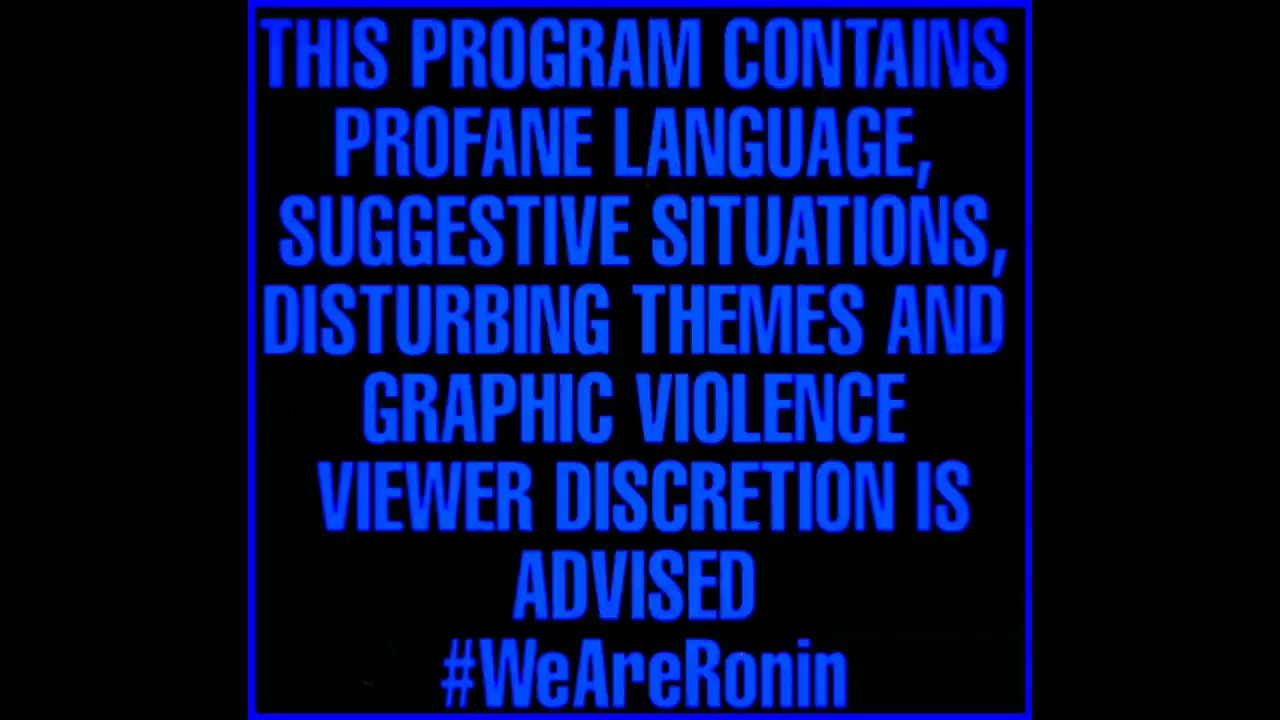 THIS PROGRAM CONTAINS
PROFANE LANGUAGE,
SUGGESTIVE SITUATIONS,
DISTURBING THEMES AND
GRAPHIC VIOLENCE
VIEWER DISCRETION IS
ADVISED
#WeAreRonin